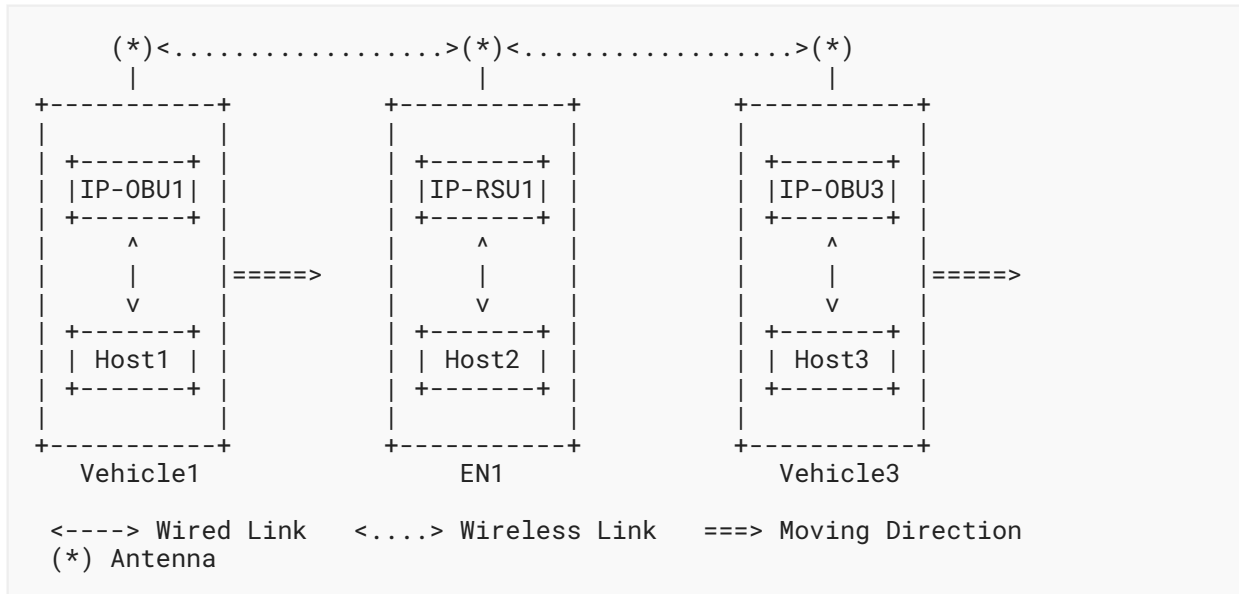 (*)<..................>(*)<..................>(*)
|                      |                      |
+-----------+          +-----------+          +-----------+
|           |          |           |          |           |
| +-------+ |          | +-------+ |          | +-------+ |
| |IP-OBU1| |          | |IP-RSU1| |          | |IP-OBU3| |
| +-------+ |          | +-------+ |          | +-------+ |
|     ^     |          |     ^     |          |     ^     |
|     |     |=====>    |     |     |          |     |     |=====>
|     v     |          |     v     |          |     v     |
| +-------+ |          | +-------+ |          | +-------+ |
| | Host1 | |          | | Host2 | |          | | Host3 | |
| +-------+ |          | +-------+ |          | +-------+ |
|           |          |           |          |           |
+-----------+          +-----------+          +-----------+
Vehicle1                 EN1                 Vehicle3
<----> Wired Link   <....> Wireless Link   ===> Moving Direction
(*) Antenna